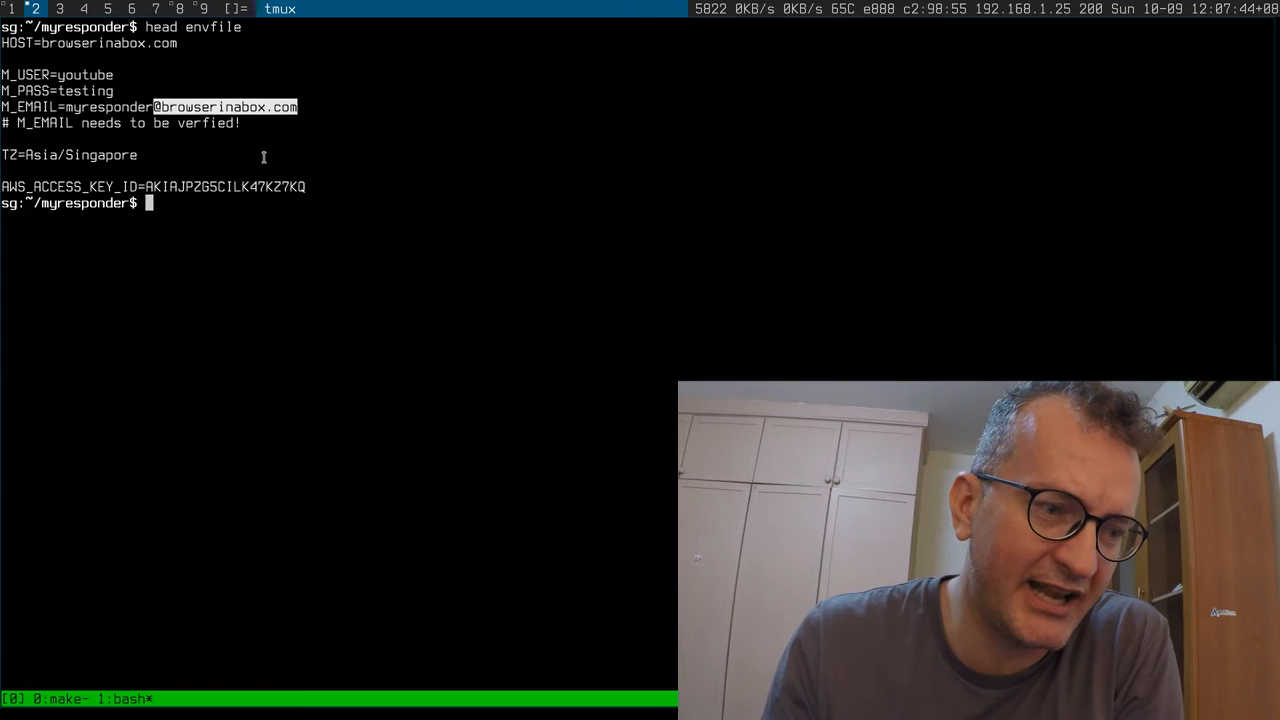 1 2 3 4 5 6 7 8 9 []= tmux 5822 0KB/s 0KB/s 65C e888 c2:98:55 192.168.1.25 200 Sun 10-09 12:07:44+08
sg:~/myresponder$ head envfile
HOST=browserinabox.com
M_USER=youtube
M_PASS=testing
M_EMAIL=myresponder@browserinabox.com
# M_EMAIL needs to be verfied!
TZ=Asia/Singapore
AWS_ACCESS_KEY_ID=AKIAJPZG5CILK47KZ7KQ
sg:~/myresponder$
[0] 0:make- 1:bash*